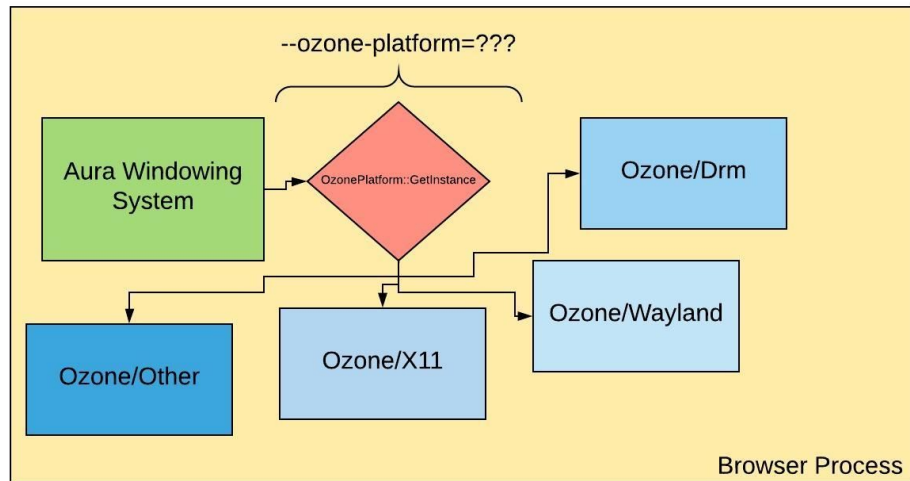 --ozone-platform=???
Aura Windowing
System
OzonePlatform::GetInstance
Ozone/Drm
Ozone/Wayland
Ozone/Other
Ozone/X11
Browser Process